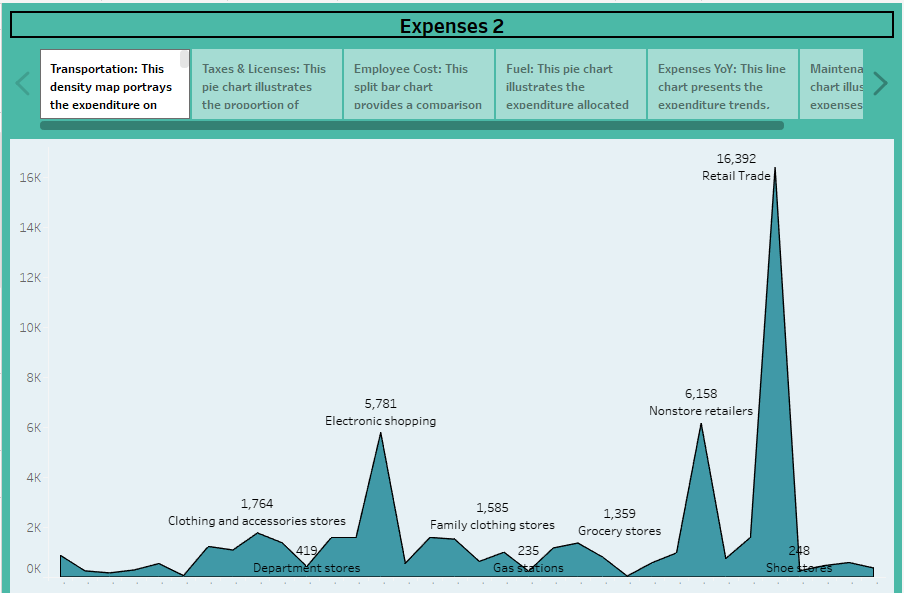 Expenses 2
Transportation: This
density map portrays
the expenditure on
Taxes & Licenses: This
pie chart illustrates
the proportion of
Employee Cost: This
split bar chart
provides a comparison
Fuel: This pie chart
illustrates the
expenditure allocated
Expenses YoY: This line
chart presents the
expenditure trends.
Maintena
chart illus
expenses
16K
14K
12K
10K
8K
6K
4K
2K
0K
16,392
Retail Trade
6,158
Nonstore retailers
5,781
Electronic shopping
1,764
Clothing and accessories stores
1,585
Family clothing stores
1,359
Grocery stores
419
Department stores
235
Gas stations
248
Shoe stores